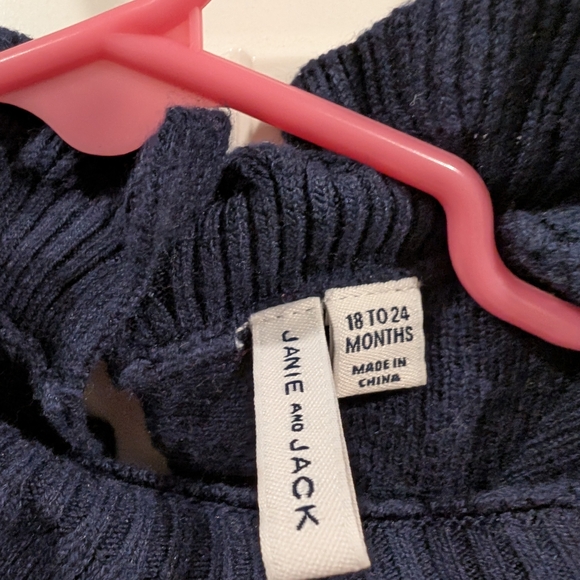 JANIE AND JACK
18 TO 24
MONTHS
MADE IN
CHINA